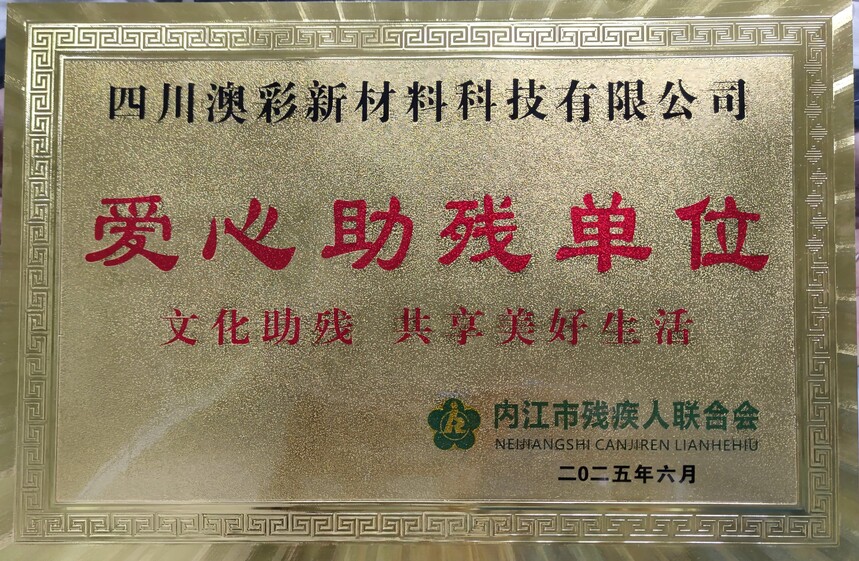 四川澳彩新材料科技有限公司
爱心助残单位
文化助残 共享美好生活
内江市残疾人联合会
NEIJIANGSHI CANJIREN LIANHEHIU
二0二五年六月